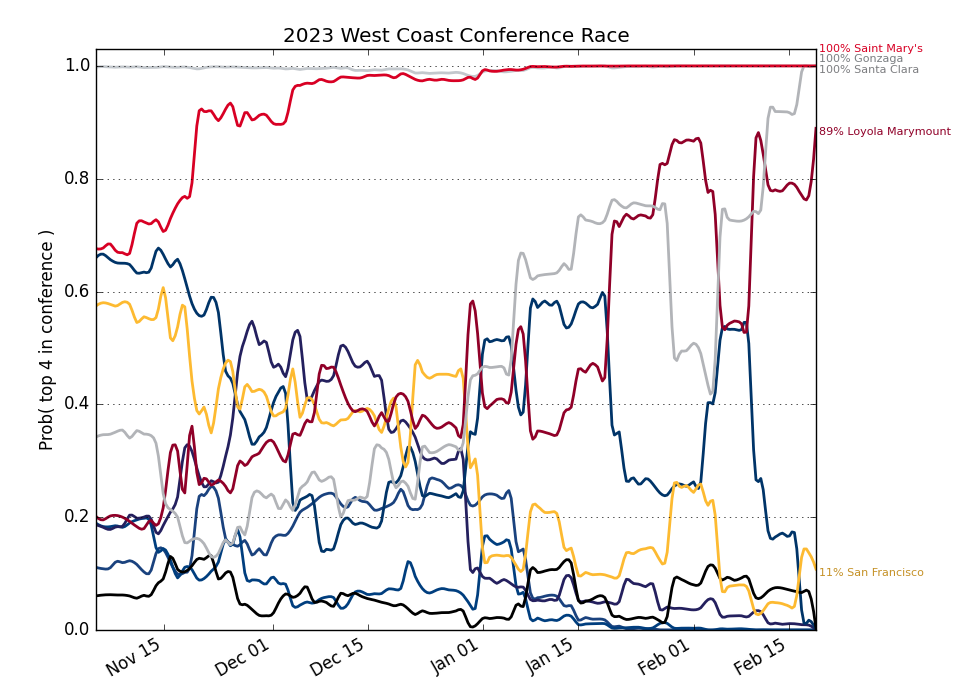 2023 West Coast Conference Race
100% Saint Mary's
100% Gonzaga
100% Santa Clara
89% Loyola Marymount
11% San Francisco
Prob( top 4 in conference )
1.0
0.8
0.6
0.4
0.2
0.0
Nov 15
Dec 01
Dec 15
Jan 01
Jan 15
Feb 01
Feb 15